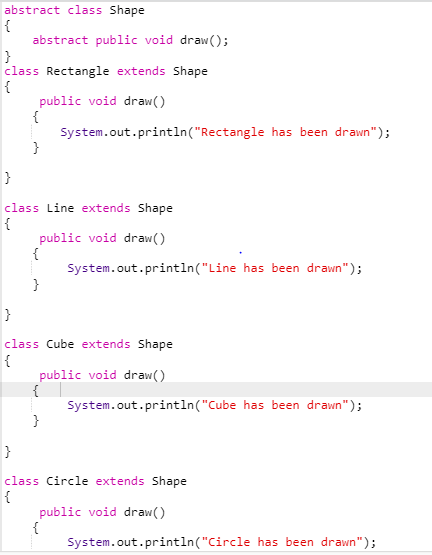 abstract class Shape
{
abstract public void draw();
}
class Rectangle extends Shape
{
public void draw()
{
System.out.println("Rectangle has been drawn");
}
}
class Line extends Shape
{
public void draw()
{
System.out.println("Line has been drawn");
}
}
class Cube extends Shape
{
public void draw()
{
System.out.println("Cube has been drawn");
}
}
class Circle extends Shape
{
public void draw()
{
System.out.println("Circle has been drawn");